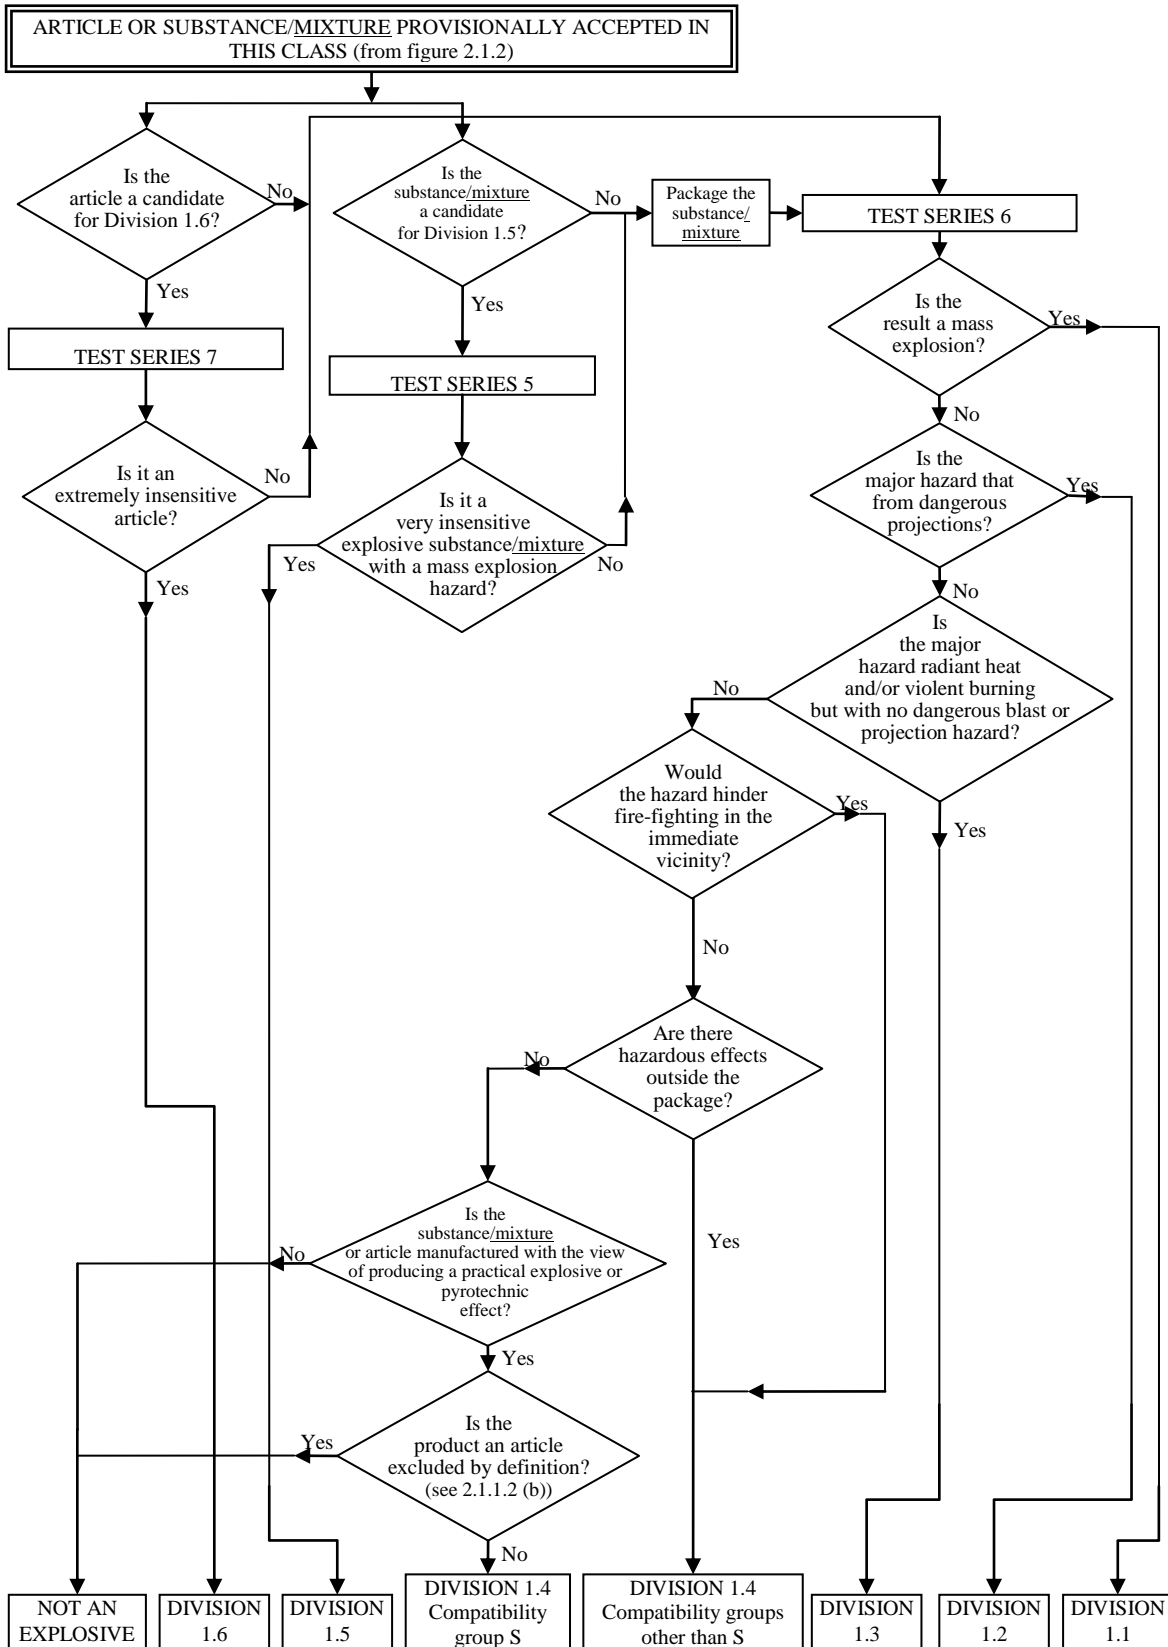 ARTICLE OR SUBSTANCE/MIXTURE PROVISIONALLY ACCEPTED IN
THIS CLASS (from figure 2.1.2)
Is the
article a candidate
for Division 1.6?
No
Yes
Is the
substance/mixture
a candidate
for Division 1.5?
No
Yes
Package the
substance/
mixture
TEST SERIES 6
TEST SERIES 7
TEST SERIES 5
Is the
result a mass
explosion?
Yes
No
Is it an
extremely insensitive
article?
No
Yes
Is it a
very insensitive
explosive substance/mixture
with a mass explosion
hazard?
Yes
No
Is the
major hazard that
from dangerous
projections?
Yes
No
Is
the major
hazard radiant heat
and/or violent burning
but with no dangerous blast or
projection hazard?
No
Yes
Would
the hazard hinder
fire-fighting in the
immediate
vicinity?
Yes
No
Are there
hazardous effects
outside the
package?
No
Yes
Is the
substance/mixture
or article manufactured with the view
of producing a practical explosive or
pyrotechnic
effect?
No
Yes
Is the
product an article
excluded by definition?
(see 2.1.1.2 (b))
Yes
No
NOT AN
EXPLOSIVE
DIVISION
1.6
DIVISION
1.5
DIVISION 1.4
Compatibility
group S
DIVISION 1.4
Compatibility groups
other than S
DIVISION
1.3
DIVISION
1.2
DIVISION
1.1